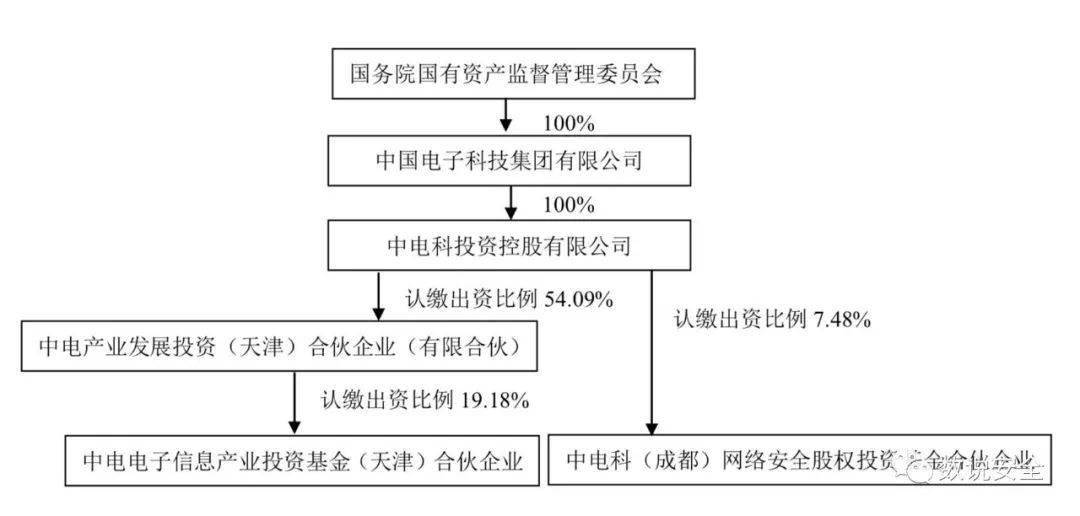 国务院国有资产监督管理委员会
100%
中国电子科技集团有限公司
100%
中电科投资控股有限公司
认缴出资比例 54.09%
认缴出资比例 7.48%
中电产业发展投资（天津）合伙企业（有限合伙）
认缴出资比例 19.18%
中电电子信息产业投资基金（天津）合伙企业
中电科（成都）网络安全股权投资 金合伙企业
数说安全